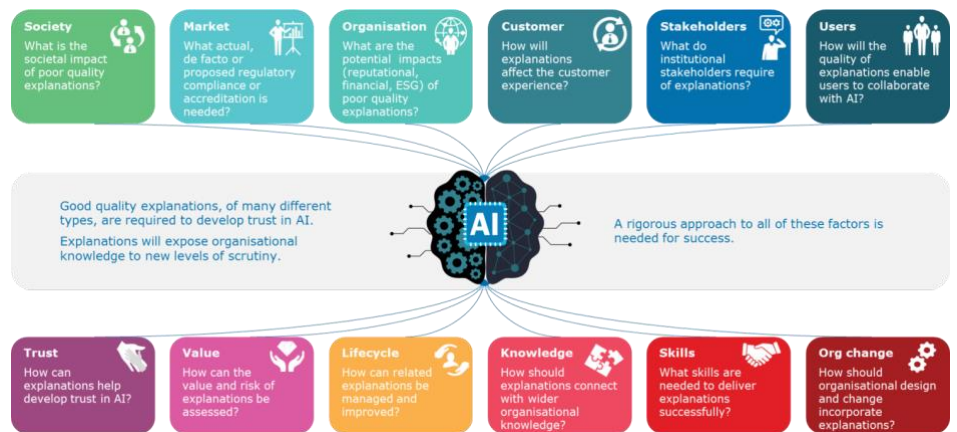 Society
What is the
societal impact
of poor quality
explanations?
Market
What actual,
de facto or
proposed regulatory
compliance or
accreditation is
needed?
Organisation
What are the
potential impacts
(reputational,
financial, ESG) of
poor quality
explanations?
Customer
How will
explanations
affect the customer
experience?
Stakeholders
What do
institutional
stakeholders require
of explanations?
Users
How will the
quality of
explanations enable
users to collaborate
with AI?
Good quality explanations, of many different
types, are required to develop trust in AI.
Explanations will expose organisational
knowledge to new levels of scrutiny.
AI
A rigorous approach to all of these factors is
needed for success.
Trust
How can
explanations help
develop trust in AI?
Value
How can the
value and risk of
explanations be
assessed?
Lifecycle
How can related
explanations be
managed and
improved?
Knowledge
How should
explanations connect
with wider
organisational
knowledge?
Skills
What skills are
needed to deliver
explanations
successfully?
Org change
How should
organisational design
and change
incorporate
explanations?